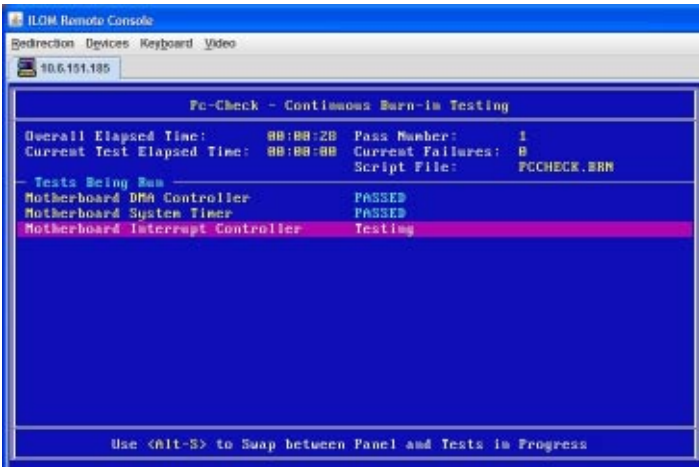 ILOM Remote Console
Redirection Devices Keyboard Video
10.6.151.185
Pc-Check - Continuous Burn-in Testing
Overall Elapsed Time: 00:00:28 Pass Number: 1
Current Test Elapsed Time: 00:00:00 Current Failures: 0
Script File: PCCHECK.BRN
Tests Being Run
Motherboard DMA Controller PASSED
Motherboard System Timer PASSED
Motherboard Interrupt Controller Testing
Use <Alt-S> to Swap between Panel and Tests in Progress